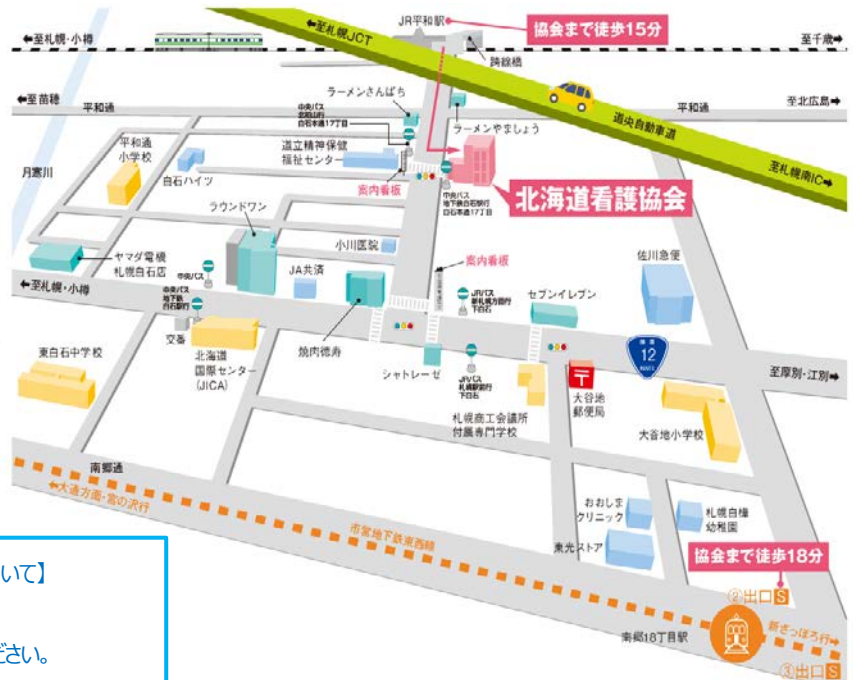 JR平和駅
協会まで徒歩15分
←至札幌・小樽
←至札幌JCT
至千歳→
跨線橋
←至苗穂
平和通
ラーメンさんぱち
中央バス
北郷山行
白石本通17丁目
ラーメンやましょう
道央自動車道
平和通
至北広島→
平和通
小学校
白石ハイツ
道立精神保健
福祉センター
案内看板
至札幌南IC→
月寒川
中央バス
地下鉄白石駅行
白石本通17丁目
北海道看護協会
ラウンドワン
小川医院
ヤマダ電機
札幌白石店
JA共済
案内看板
佐川急便
←至札幌・小樽
中央バス
中央バス
地下鉄
白石駅行
JRバス
新札幌方面行
下白石
セブンイレブン
交番
北海道
国際センター
(JICA)
焼肉徳寿
シャトレーゼ
JRバス
札幌駅前行
下白石
国道
12
ROUTE
至厚別・江別→
東白石中学校
札幌商工会議所
付属専門学校
大谷地
郵便局
大谷地小学校
南郷通
←大通方面・宮の沢行
市営地下鉄東西線
おおしま
クリニック
札幌白樺
幼稚園
東光ストア
協会まで徒歩18分
②出口S
いて】
ださい。
南郷18丁目駅
新さっぽろ行→
③出口S